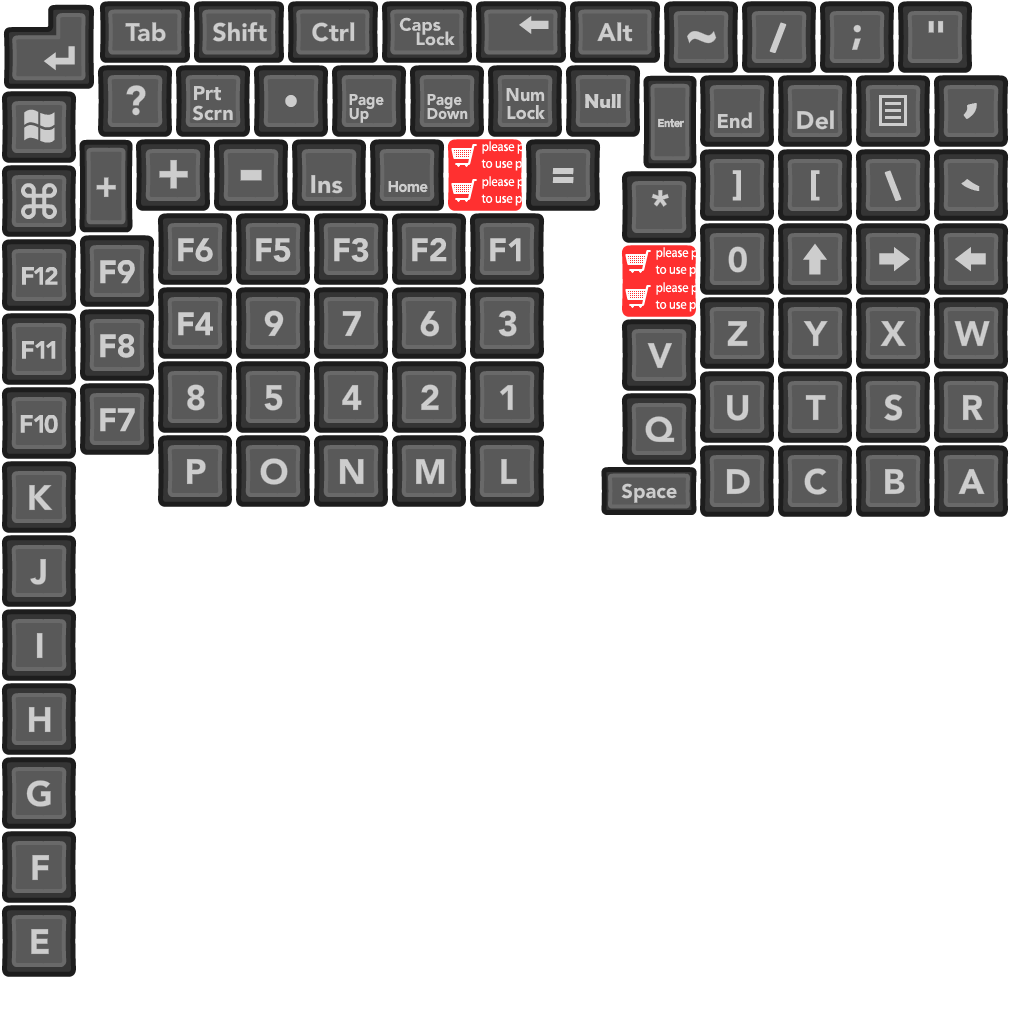 Tab Shift Ctrl Caps Lock ← Alt ~ / ; "
↵
? Prt Scrn • Page Up Page Down Num Lock Null Enter End Del ,
+ + - Ins Home please p
to use p
please p
to use p
= * ] [ \ `
⌘
F12 F9 F6 F5 F3 F2 F1 please p
to use p
please p
to use p
0 ↑ → ←
F11 F8 F4 9 7 6 3 V Z Y X W
F10 F7 8 5 4 2 1 Q U T S R
K P O N M L Space D C B A
J
I
H
G
F
E